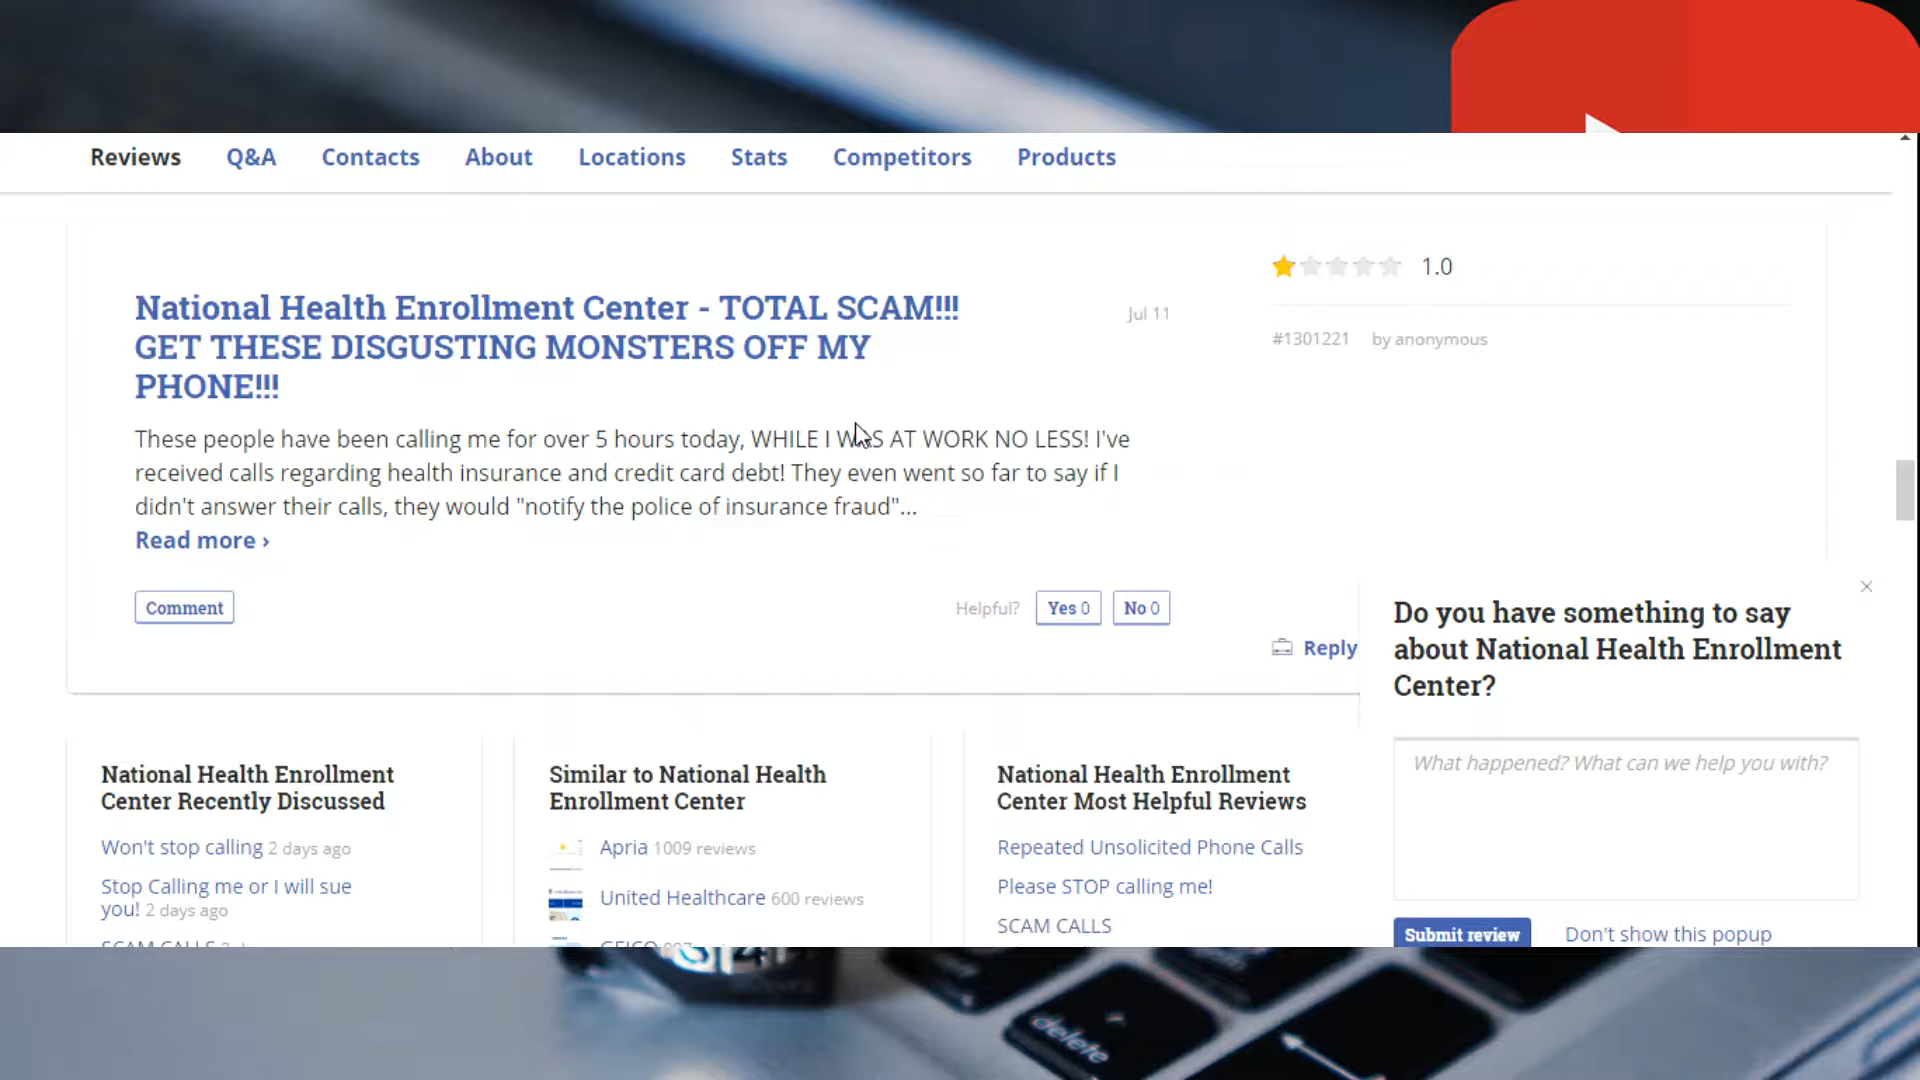 Reviews Q&A Contacts About Locations Stats Competitors Products
National Health Enrollment Center - TOTAL SCAM!!!
GET THESE DISGUSTING MONSTERS OFF MY
PHONE!!!
Jul 11
1.0
#1301221 by anonymous
These people have been calling me for over 5 hours today, WHILE I WAS AT WORK NO LESS! I've
received calls regarding health insurance and credit card debt! They even went so far to say if I
didn't answer their calls, they would "notify the police of insurance fraud"...
Read more ›
Comment
Helpful? Yes 0 No 0
Reply
Do you have something to say
about National Health Enrollment
Center?
What happened? What can we help you with?
Submit review Don't show this popup
National Health Enrollment
Center Recently Discussed
Won't stop calling 2 days ago
Stop Calling me or I will sue
you! 2 days ago
SCAM CALLS
Similar to National Health
Enrollment Center
Apria 1009 reviews
United Healthcare 600 reviews
GEICO
National Health Enrollment
Center Most Helpful Reviews
Repeated Unsolicited Phone Calls
Please STOP calling me!
SCAM CALLS
delete